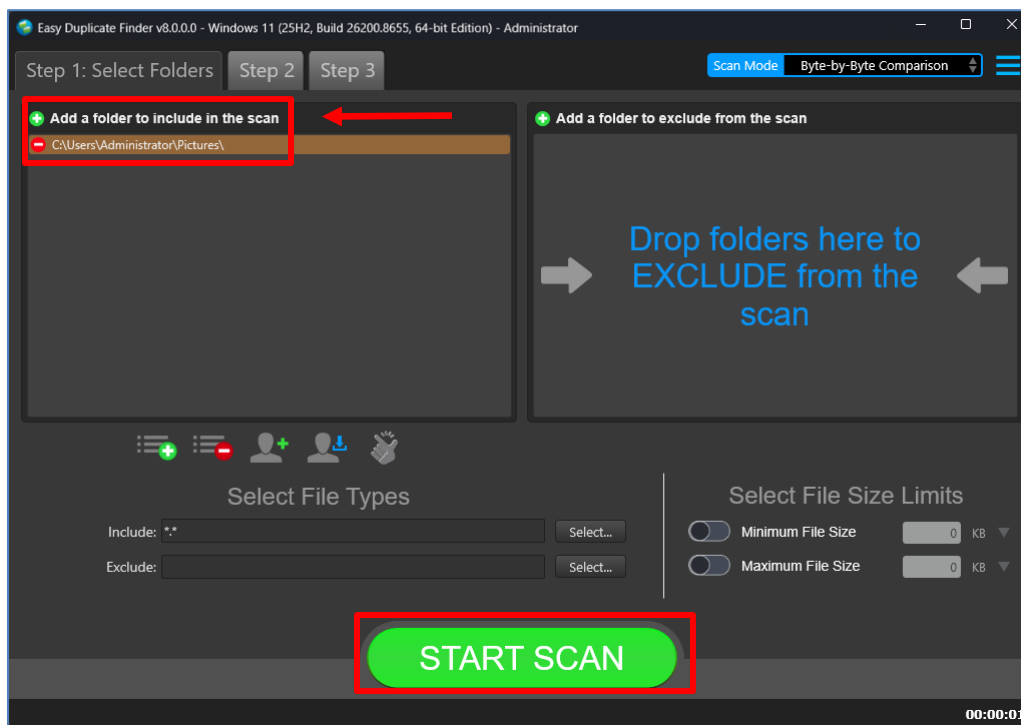 Easy Duplicate Finder v8.0.0.0 - Windows 11 (25H2, Build 26200.8655, 64-bit Edition) - Administrator
Step 1: Select Folders
Step 2
Step 3
Scan Mode
Byte-by-Byte Comparison
Add a folder to include in the scan
C:\Users\Administrator\Pictures\
Add a folder to exclude from the scan
Drop folders here to
EXCLUDE from the
scan
Select File Types
Include: *.*
Select...
Exclude:
Select...
Select File Size Limits
Minimum File Size
0 KB
Maximum File Size
0 KB
START SCAN
00:00:01